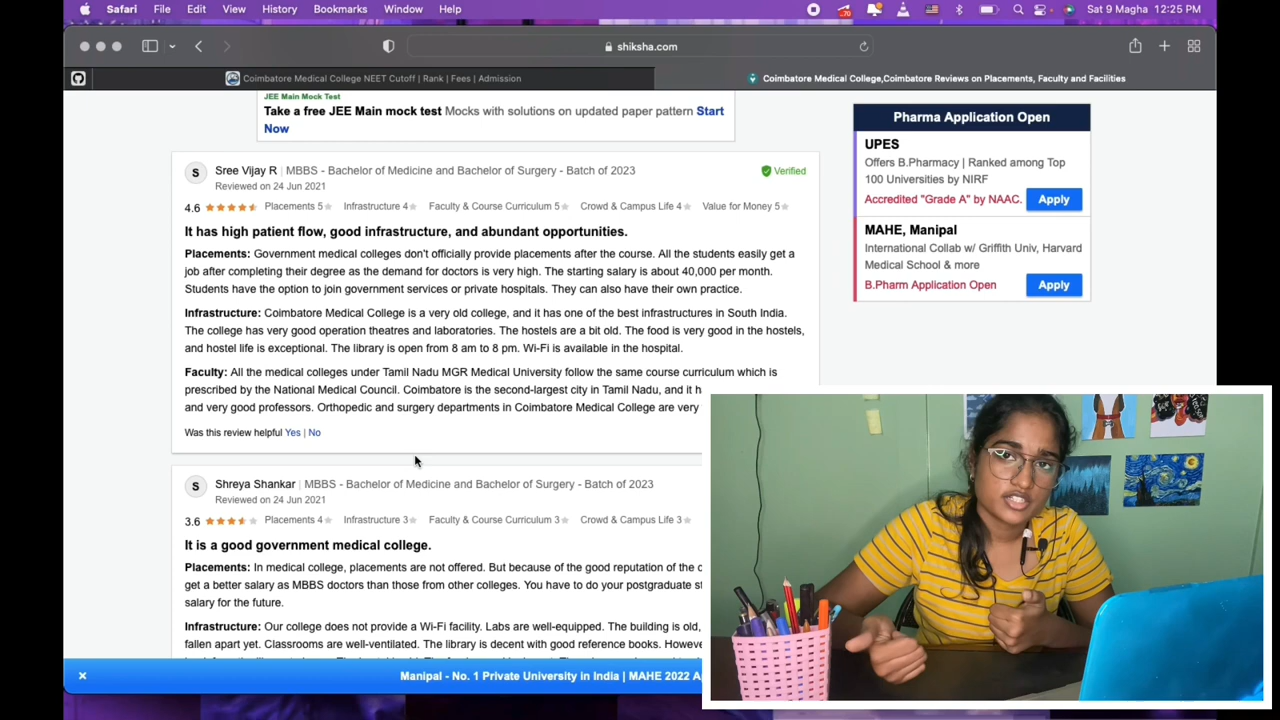 Safari File Edit View History Bookmarks Window Help
Sat 9 Magha 12:25 PM
shiksha.com
Coimbatore Medical College NEET Cutoff | Rank | Fees | Admission
Coimbatore Medical College,Coimbatore Reviews on Placements, Faculty and Facilities
JEE Main Mock Test
Take a free JEE Main mock test Mocks with solutions on updated paper pattern Start
Now
S
Sree Vijay R | MBBS - Bachelor of Medicine and Bachelor of Surgery - Batch of 2023
Verified
Reviewed on 24 Jun 2021
4.6 Placements 5 Infrastructure 4 Faculty & Course Curriculum 5 Crowd & Campus Life 4 Value for Money 5
It has high patient flow, good infrastructure, and abundant opportunities.
Placements: Government medical colleges don't officially provide placements after the course. All the students easily get a
job after completing their degree as the demand for doctors is very high. The starting salary is about 40,000 per month.
Students have the option to join government services or private hospitals. They can also have their own practice.
Infrastructure: Coimbatore Medical College is a very old college, and it has one of the best infrastructures in South India.
The college has very good operation theatres and laboratories. The hostels are a bit old. The food is very good in the hostels,
and hostel life is exceptional. The library is open from 8 am to 8 pm. Wi-Fi is available in the hospital.
Faculty: All the medical colleges under Tamil Nadu MGR Medical University follow the same course curriculum which is
prescribed by the National Medical Council. Coimbatore is the second-largest city in Tamil Nadu, and it h
and very good professors. Orthopedic and surgery departments in Coimbatore Medical College are very
Was this review helpful Yes | No
S
Shreya Shankar | MBBS - Bachelor of Medicine and Bachelor of Surgery - Batch of 2023
Reviewed on 24 Jun 2021
3.6 Placements 4 Infrastructure 3 Faculty & Course Curriculum 3 Crowd & Campus Life 3
It is a good government medical college.
Placements: In medical college, placements are not offered. But because of the good reputation of the c
get a better salary as MBBS doctors than those from other colleges. You have to do your postgraduate st
salary for the future.
Infrastructure: Our college does not provide a Wi-Fi facility. Labs are well-equipped. The building is old,
fallen apart yet. Classrooms are well-ventilated. The library is decent with good reference books. Howeve
Manipal - No. 1 Private University in India | MAHE 2022 Ap
Pharma Application Open
UPES
Offers B.Pharmacy | Ranked among Top
100 Universities by NIRF
Accredited "Grade A" by NAAC.
Apply
MAHE, Manipal
International Collab w/ Griffith Univ, Harvard
Medical School & more
B.Pharm Application Open
Apply